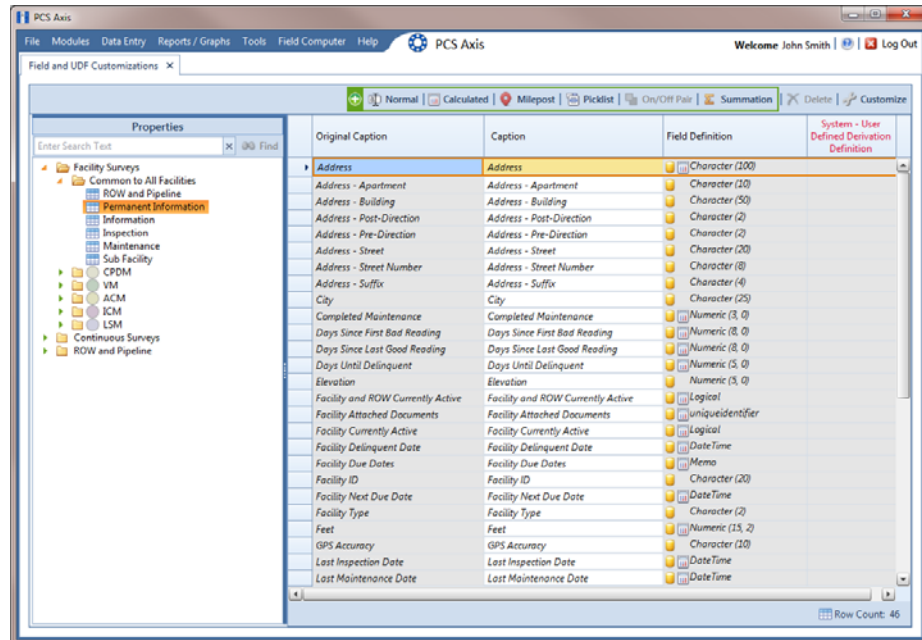 PCS Axis
File Modules Data Entry Reports / Graphs Tools Field Computer Help PCS Axis Welcome John Smith | Log Out
Field and UDF Customizations
Normal | Calculated | Milepost | Picklist | On/Off Pair | Summation | Delete | Customize
Properties
Enter Search Text Find
Facility Surveys
Common to All Facilities
ROW and Pipeline
Permanent Information
Information
Inspection
Maintenance
Sub Facility
CPDM
VM
ACM
ICM
LSM
Continuous Surveys
ROW and Pipeline
Original Caption Caption Field Definition System - User Defined Derivation Definition
Address Address Character (100)
Address - Apartment Address - Apartment Character (10)
Address - Building Address - Building Character (50)
Address - Post-Direction Address - Post-Direction Character (2)
Address - Pre-Direction Address - Pre-Direction Character (2)
Address - Street Address - Street Character (20)
Address - Street Number Address - Street Number Character (8)
Address - Suffix Address - Suffix Character (4)
City City Character (25)
Completed Maintenance Completed Maintenance Numeric (3, 0)
Days Since First Bad Reading Days Since First Bad Reading Numeric (8, 0)
Days Since Last Good Reading Days Since Last Good Reading Numeric (8, 0)
Days Until Delinquent Days Until Delinquent Numeric (5, 0)
Elevation Elevation Numeric (5, 0)
Facility and ROW Currently Active Facility and ROW Currently Active Logical
Facility Attached Documents Facility Attached Documents uniqueidentifier
Facility Currently Active Facility Currently Active Logical
Facility Delinquent Date Facility Delinquent Date DateTime
Facility Due Dates Facility Due Dates Memo
Facility ID Facility ID Character (20)
Facility Next Due Date Facility Next Due Date DateTime
Facility Type Facility Type Character (2)
Feet Feet Numeric (15, 2)
GPS Accuracy GPS Accuracy Character (10)
Last Inspection Date Last Inspection Date DateTime
Last Maintenance Date Last Maintenance Date DateTime
Row Count: 46